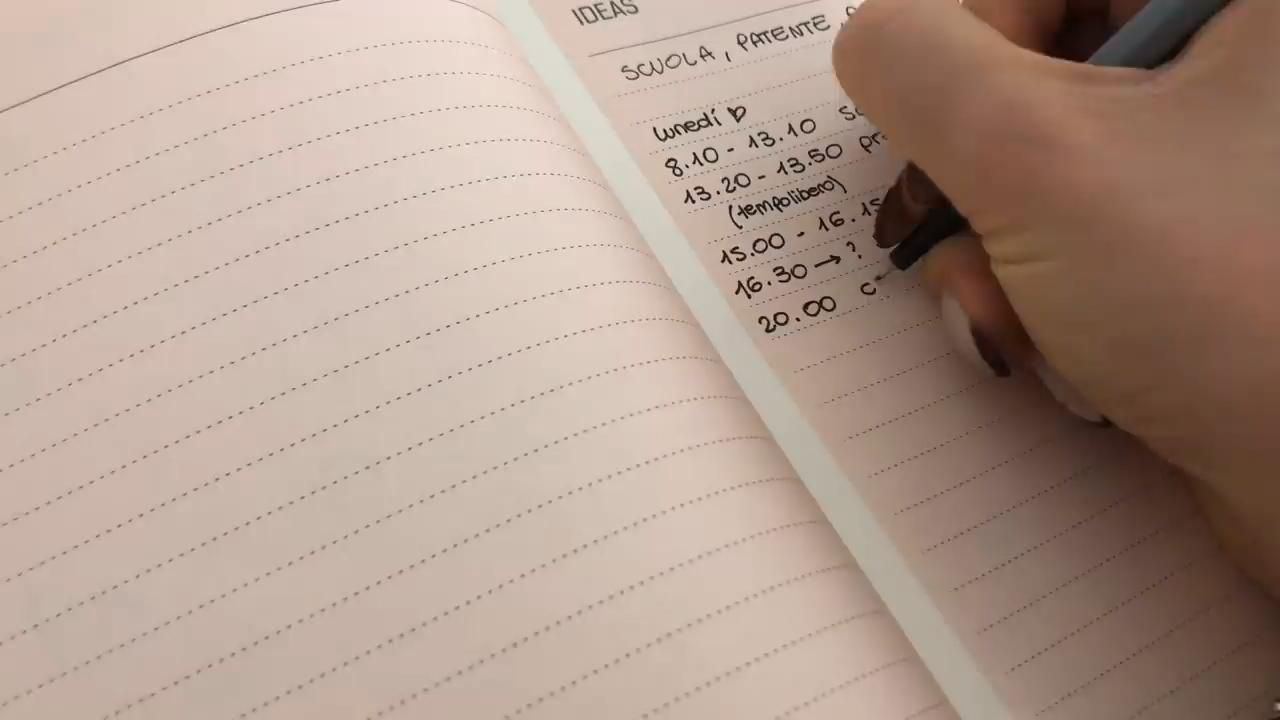 IDEAS
SCUOLA, PATENTE,
lunedí ♡
8.10 - 13.10
13.20 - 13.50
(tempolibero)
15.00 - 16.15
16.30 → ?
20.00